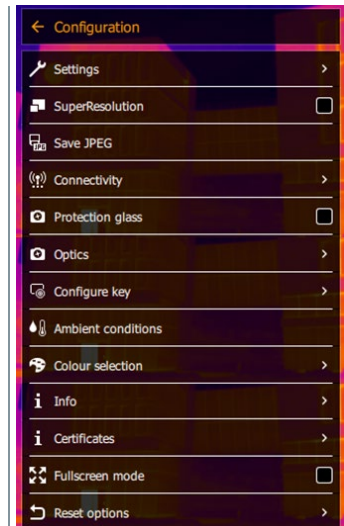 Configuration
Settings
SuperResolution
Save JPEG
Connectivity
Protection glass
Optics
Configure key
Ambient conditions
Colour selection
Info
Certificates
Fullscreen mode
Reset options